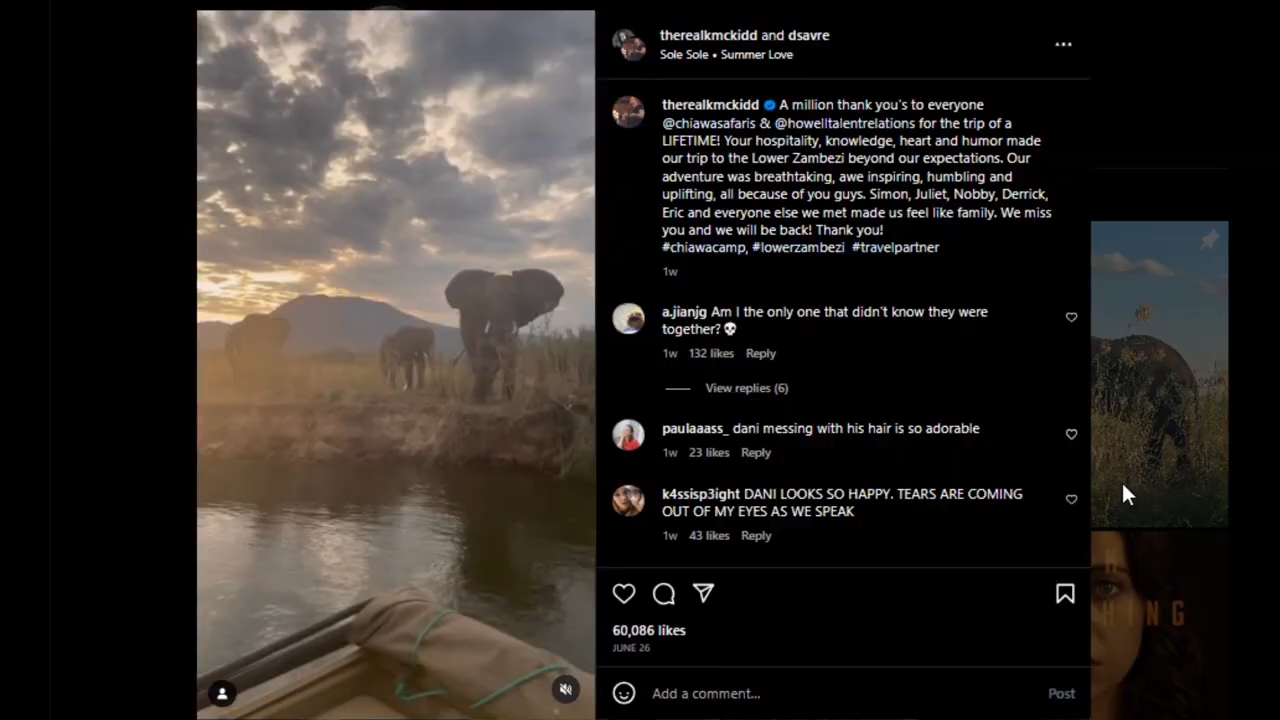 therealkmckidd and dsavre
Sole Sole • Summer Love
therealkmckidd A million thank you's to everyone
@chiawasafaris & @howelltalentrelations for the trip of a
LIFETIME! Your hospitality, knowledge, heart and humor made
our trip to the Lower Zambezi beyond our expectations. Our
adventure was breathtaking, awe inspiring, humbling and
uplifting, all because of you guys. Simon, Juliet, Nobby, Derrick,
Eric and everyone else we met made us feel like family. We miss
you and we will be back! Thank you!
#chiawacamp, #lowerzambezi #travelpartner
1w
a.jianjg Am I the only one that didn't know they were
together?💀
1w 132 likes Reply
View replies (6)
paulaaass_ dani messing with his hair is so adorable
1w 23 likes Reply
k4ssisp3ight DANI LOOKS SO HAPPY. TEARS ARE COMING
OUT OF MY EYES AS WE SPEAK
1w 43 likes Reply
60,086 likes
JUNE 26
Add a comment... Post